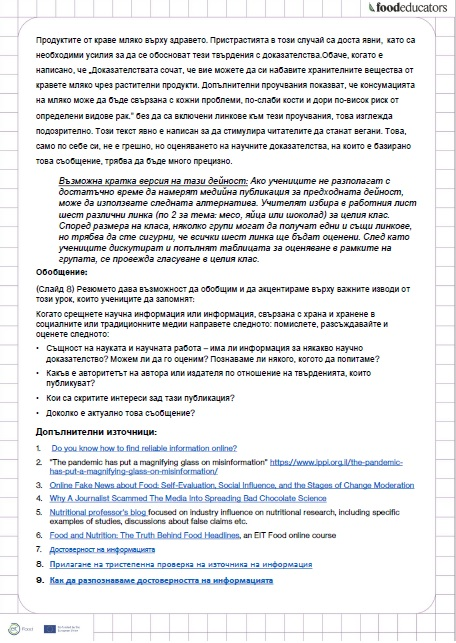 foodeducators
Продуктите от краве мляко върху здравето. Пристрастията в този случай са доста явни, като са
необходими усилия за да се обосноват тези твърдения с доказателства.Обаче, когато е
написано, че „Доказателствата сочат, че вие можете да си набавите хранителните вещества от
кравето мляко чрез растителни продукти. Допълнителни проучвания показват, че консумацията
на мляко може да бъде свързана с кожни проблеми, по-слаби кости и дори по-висок риск от
определени видове рак.” без да са включени линкове към тези проучвания, това изглежда
подозрително. Този текст явно е написан за да стимулира читателите да станат вегани. Това,
само по себе си, не е грешно, но оценяването на научните доказателства, на които е базирано
това съобщение, трябва да бъде много прецизно.
Възможна кратка версия на тази дейност: Ако учениците не разполагат с
достатъчно време да намерят медийна публикация за предходната дейност,
може да използвате следната алтернатива. Учителят избира в работния лист
шест различни линка (по 2 за тема: месо, яйца или шоколад) за целия клас.
Според размера на класа, няколко групи могат да получат едни и същи линкове,
но трябва да сте сигурни, че всички шест линка ще бъдат оценени. След като
учениците дискутират и попълнят таблицата за оценяване в рамките на
групата, се провежда гласуване в целия клас.
Обобщение:
(Слайд 8) Резюмето дава възможност да обобщим и да акцентираме върху важните изводи от
този урок, които учениците да запомнят:
Когато срещнете научна информация или информация, свързана с храна и хранене в
социалните или традиционните медии направете следното: помислете, разсъждавайте и
оценете следното:
• Същност на науката и научната работа – има ли информация за някакво научно
доказателство? Можем ли да го оценим? Познаваме ли някого, когото да попитаме?
• Какъв е авторитетът на автора или издателя по отношение на твърденията, които
публикуват?
• Кои са скритите интереси зад тази публикация?
• Доколко е актуално това съобщение?
Допълнителни източници:
1. Do you know how to find reliable information online?
2. “The pandemic has put a magnifying glass on misinformation” https://www.ippi.org.il/the-pandemic-
has-put-a-magnifying-glass-on-misinformation/
3. Online Fake News about Food: Self-Evaluation, Social Influence, and the Stages of Change Moderation
4. Why A Journalist Scammed The Media Into Spreading Bad Chocolate Science
5. Nutritional professor’s blog focused on industry influence on nutritional research, including specific
examples of studies, discussions about false claims etc.
6. Food and Nutrition: The Truth Behind Food Headlines, an EIT Food online course
7. Достоверност на информацията
8. Прилагане на тристепенна проверка на източника на информация
9. Как да разпознаваме достоверността на информацията
eit Food
Co-funded by the
European Union